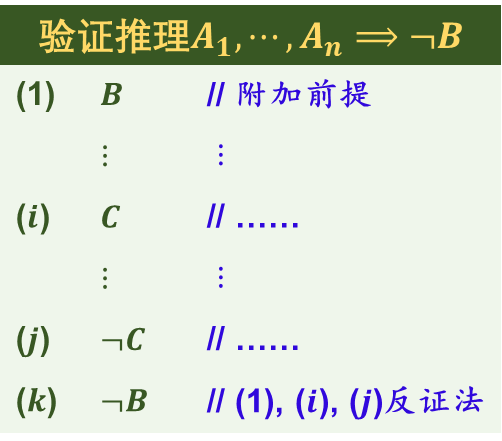 验证推理A₁,⋯,Aₙ ⟹ ¬B
(1) B // 附加前提
⋮ ⋮
(i) C // ……
⋮ ⋮
(j) ¬C // ……
(k) ¬B // (1), (i), (j)反证法